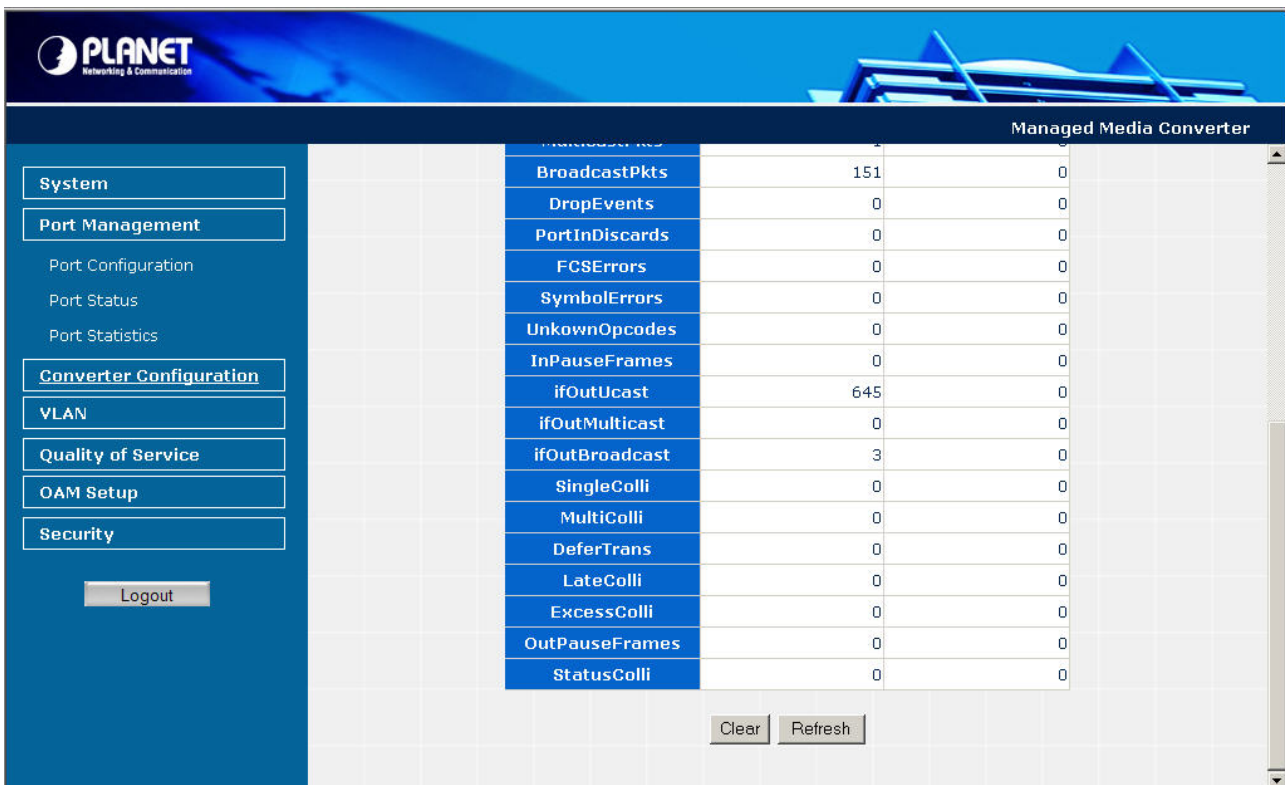 PLANET
Networking & Communication
Managed Media Converter
System
Port Management
Port Configuration
Port Status
Port Statistics
Converter Configuration
VLAN
Quality of Service
OAM Setup
Security
Logout
MulticastPkts 1 0
BroadcastPkts 151 0
DropEvents 0 0
PortInDiscards 0 0
FCSErrors 0 0
SymbolErrors 0 0
UnkownOpcodes 0 0
InPauseFrames 0 0
ifOutUcast 645 0
ifOutMulticast 0 0
ifOutBroadcast 3 0
SingleColli 0 0
MultiColli 0 0
DeferTrans 0 0
LateColli 0 0
ExcessColli 0 0
OutPauseFrames 0 0
StatusColli 0 0
Clear Refresh